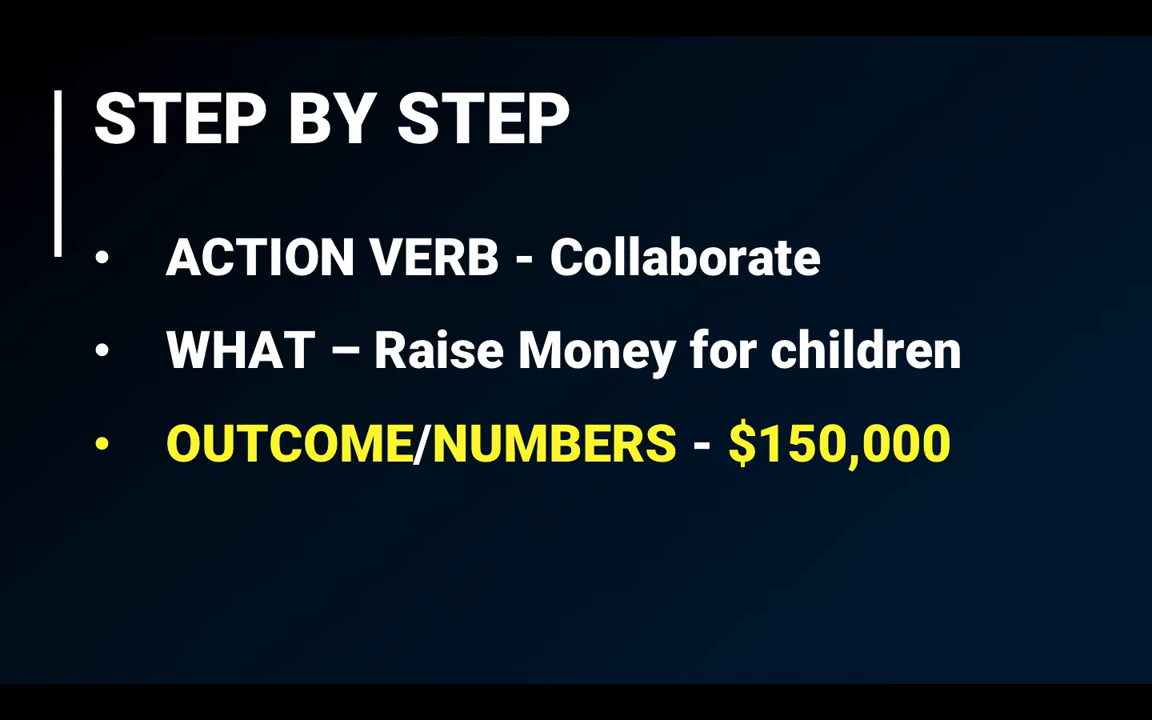 STEP BY STEP
• ACTION VERB - Collaborate
• WHAT – Raise Money for children
• OUTCOME/NUMBERS - $150,000